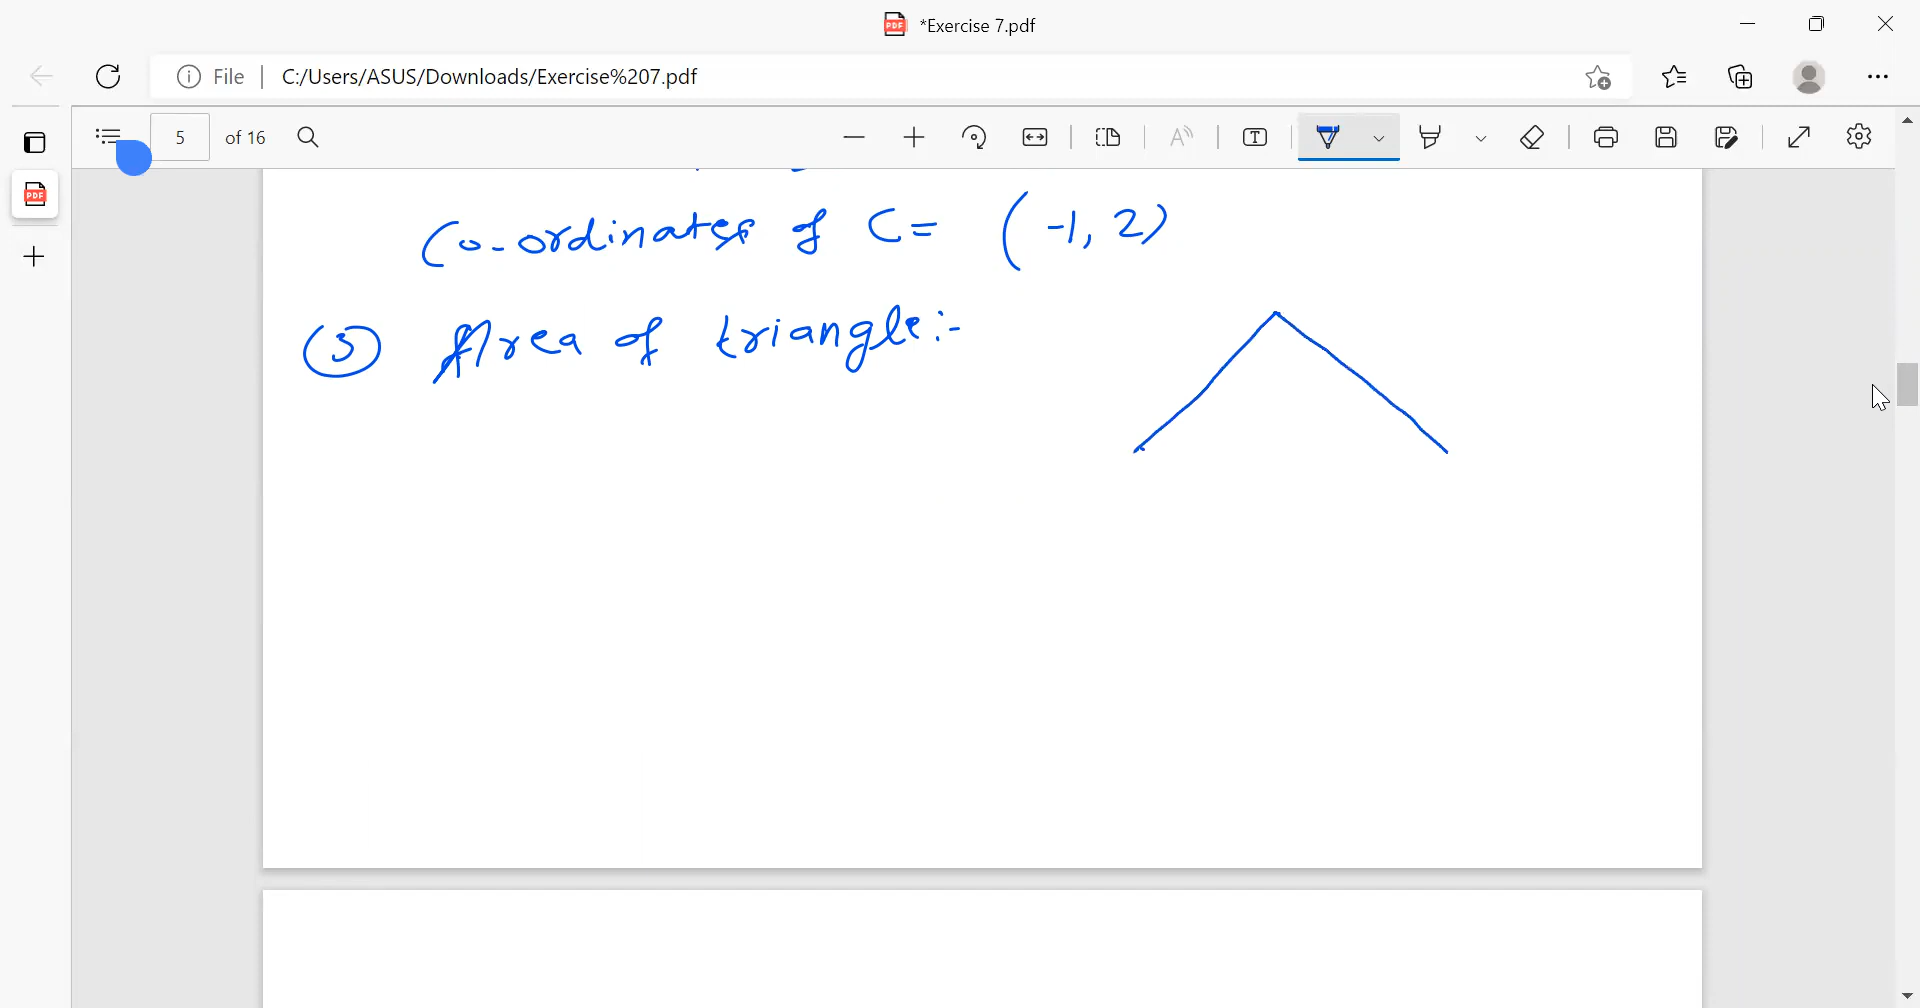 *Exercise 7.pdf
File
C:/Users/ASUS/Downloads/Exercise%207.pdf
5 of 16
Co-ordinates of C = (-1, 2)
(5) Area of triangle:-